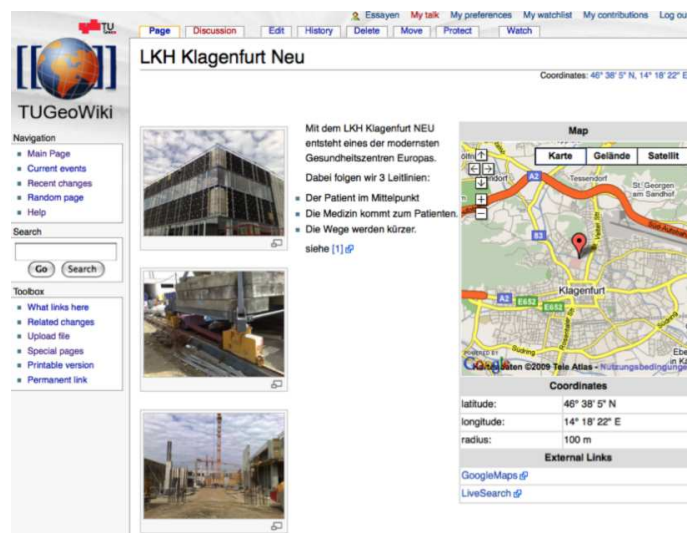 TU
Essayen My talk My preferences My watchlist My contributions Log ou
Page Discussion Edit History Delete Move Protect Watch
[[ ]]
TUGeoWiki
LKH Klagenfurt Neu
Coordinates: 46° 38' 5" N, 14° 18' 22" E
Navigation
Main Page
Current events
Recent changes
Random page
Help
Search
Go Search
Toolbox
What links here
Related changes
Upload file
Special pages
Printable version
Permanent link
Mit dem LKH Klagenfurt NEU
entsteht eines der modernsten
Gesundheitszentren Europas.
Dabei folgen wir 3 Leitlinien:
Der Patient im Mittelpunkt
Die Medizin kommt zum Patienten.
Die Wege werden kürzer.
siehe [1]
Map
Karte Gelände Satellit
A2
Tessendorf
St. Georgen
am Sandhof
Süd-Autobahn
83
Klagenfurt
A2 E652 E652
Südring
Südring
POWERED BY
Google
©2009 Tele Atlas - Nutzungsbedingunge
Coordinates
latitude: 46° 38' 5" N
longitude: 14° 18' 22" E
radius: 100 m
External Links
GoogleMaps
LiveSearch